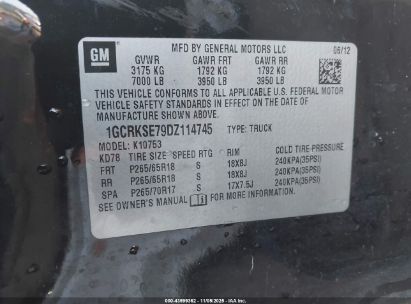 GM
MFD BY GENERAL MOTORS LLC 08/12
GVWR GAWR FRT GAWR RR
3175 KG 1792 KG 1792 KG
7000 LB 3950 LB 3950 LB
THIS VEHICLE CONFORMS TO ALL APPLICABLE U.S. FEDERAL MOTOR
VEHICLE SAFETY STANDARDS IN EFFECT ON THE DATE OF
MANUFACTURE SHOWN ABOVE.
1GCRKSE79DZ114745 TYPE: TRUCK
MODEL: K10753
KD78 TIRE SIZE SPEED RTG RIM COLD TIRE PRESSURE
FRT P265/65R18 S 18X8J 240KPA(35PSI)
RR P265/65R18 S 18X8J 240KPA(35PSI)
SPA P265/70R17 S 17X7.5J 240KPA(35PSI)
SEE OWNER'S MANUAL FOR MORE INFORMATION.